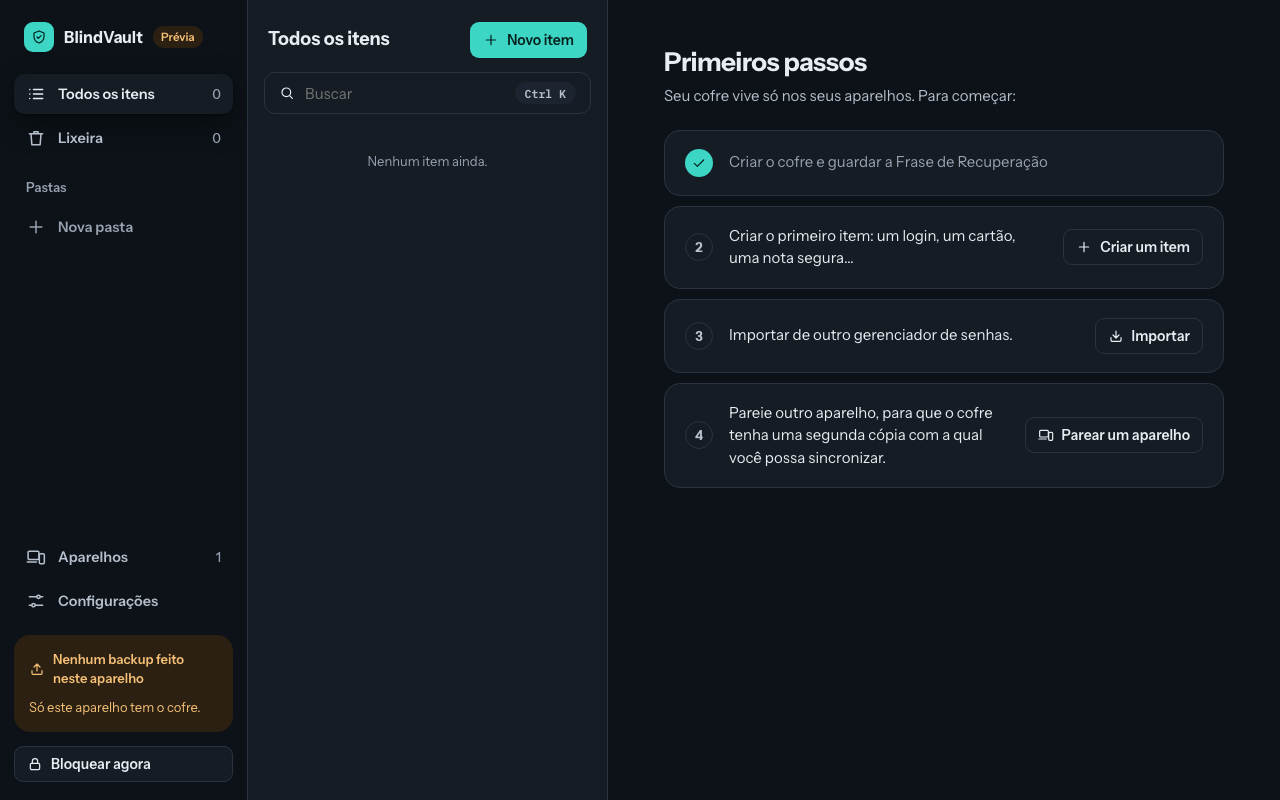 BlindVault Prévia
Todos os itens 0
Lixeira 0
Pastas
Nova pasta
Aparelhos 1
Configurações
Nenhum backup feito
neste aparelho
Só este aparelho tem o cofre.
Bloquear agora
Todos os itens
Novo item
Buscar Ctrl K
Nenhum item ainda.
Primeiros passos
Seu cofre vive só nos seus aparelhos. Para começar:
Criar o cofre e guardar a Frase de Recuperação
2 Criar o primeiro item: um login, um cartão,
uma nota segura...
Criar um item
3 Importar de outro gerenciador de senhas.
Importar
4 Pareie outro aparelho, para que o cofre
tenha uma segunda cópia com a qual
você possa sincronizar.
Parear um aparelho